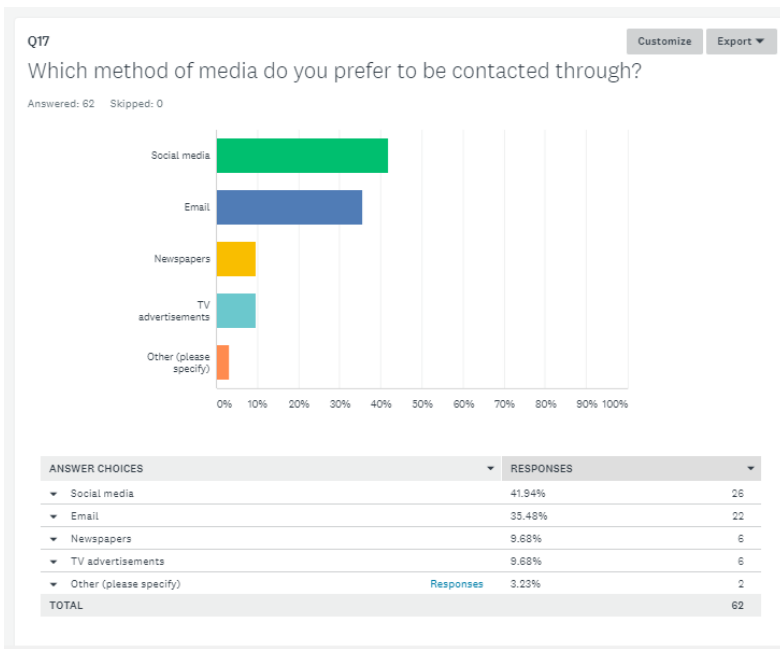 Q17
Customize
Export
Which method of media do you prefer to be contacted through?
Answered: 62 Skipped: 0
Social media
Email
Newspapers
TV
advertisements
Other (please
specify)
0% 10% 20% 30% 40% 50% 60% 70% 80% 90% 100%
ANSWER CHOICES RESPONSES
Social media 41.94% 26
Email 35.48% 22
Newspapers 9.68% 6
TV advertisements 9.68% 6
Other (please specify) Responses 3.23% 2
TOTAL 62